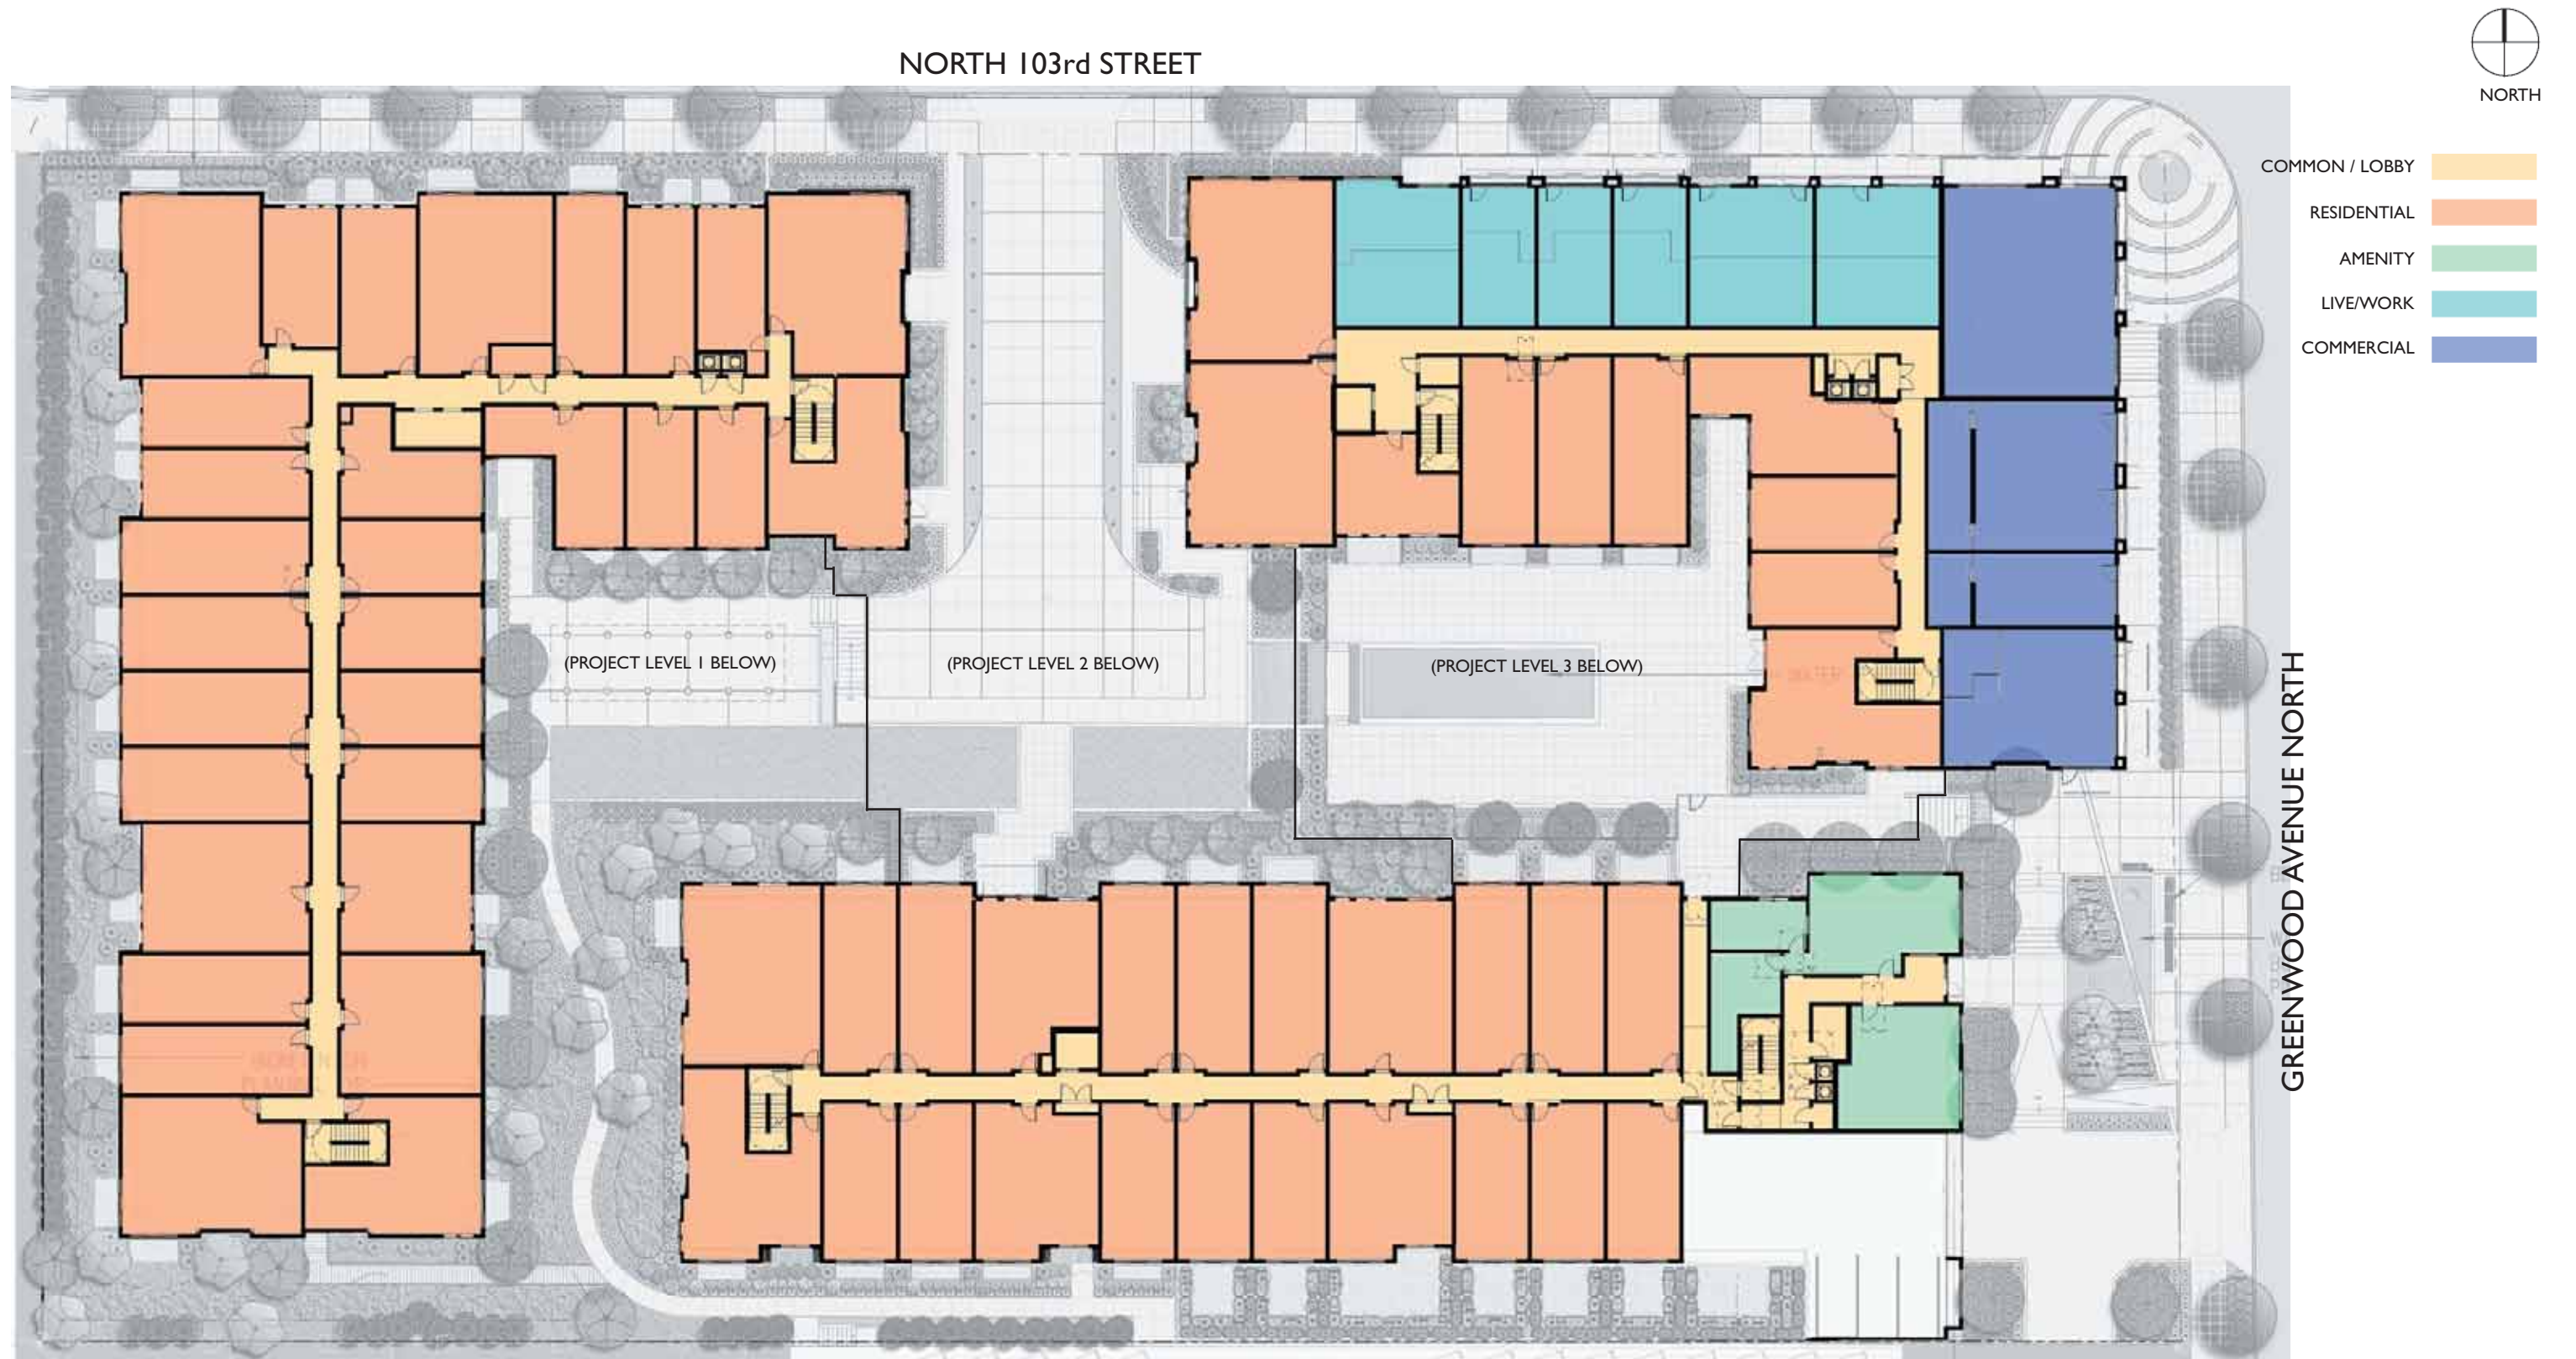 NORTH 103rd STREET
NORTH
COMMON / LOBBY
RESIDENTIAL
AMENITY
LIVE/WORK
COMMERCIAL
(PROJECT LEVEL 1 BELOW)
(PROJECT LEVEL 2 BELOW)
(PROJECT LEVEL 3 BELOW)
GREENWOOD AVENUE NORTH